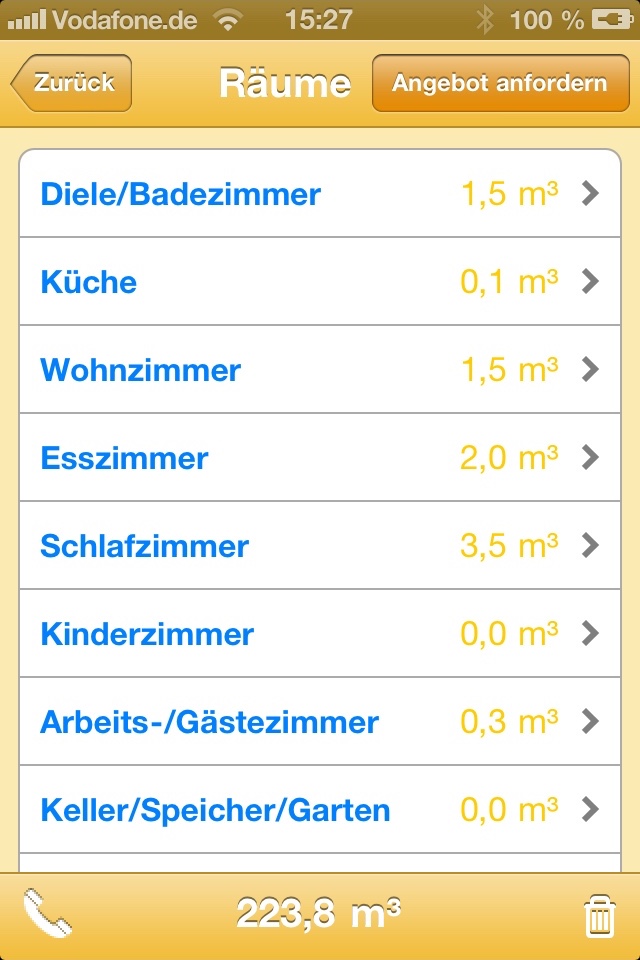 Vodafone.de 15:27 100 %
Zurück Räume Angebot anfordern
Diele/Badezimmer 1,5 m³
Küche 0,1 m³
Wohnzimmer 1,5 m³
Esszimmer 2,0 m³
Schlafzimmer 3,5 m³
Kinderzimmer 0,0 m³
Arbeits-/Gästezimmer 0,3 m³
Keller/Speicher/Garten 0,0 m³
223,8 m³